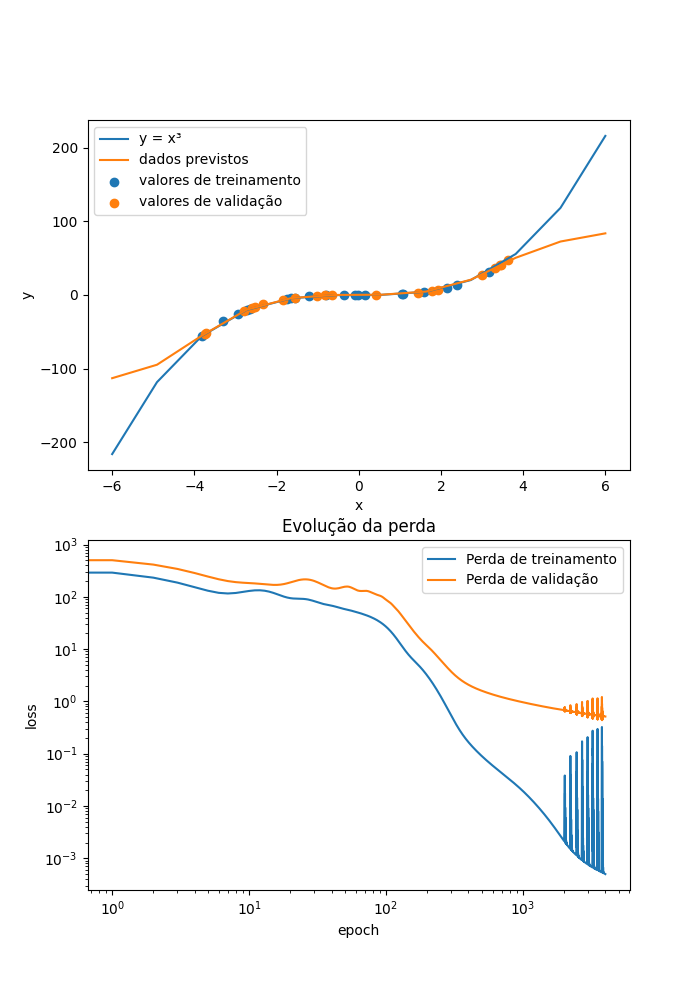 y = x³
dados previstos
valores de treinamento
valores de validação
200
100
0
−100
−200
y
−6
−4
−2
0
2
4
6
x
Evolução da perda
Perda de treinamento
Perda de validação
10³
10²
10¹
10⁰
10⁻¹
10⁻²
10⁻³
loss
10⁰
10¹
10²
10³
epoch